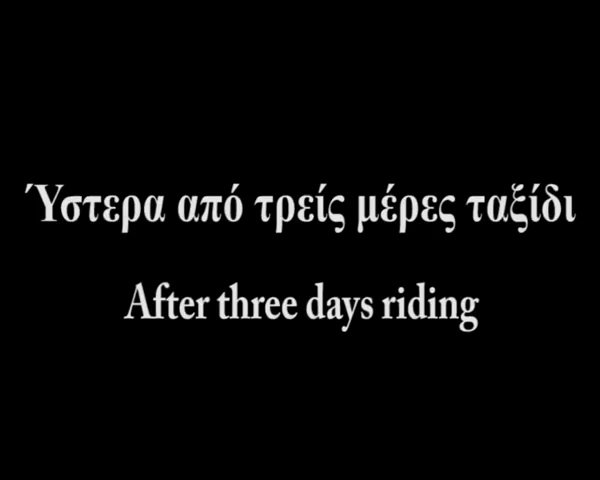 Ύστερα από τρείς μέρες ταξίδι
After three days riding